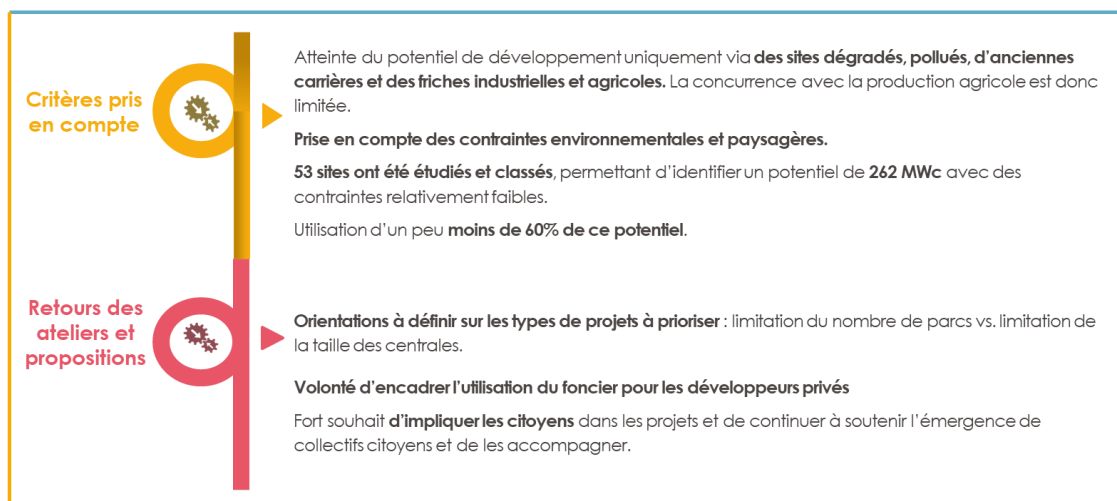 Critères pris
en compte
Atteinte du potentiel de développement uniquement via des sites dégradés, pollués, d'anciennes
carrières et des friches industrielles et agricoles. La concurrence avec la production agricole est donc
limitée.
Prise en compte des contraintes environnementales et paysagères.
53 sites ont été étudiés et classés, permettant d'identifier un potentiel de 262 MWc avec des
contraintes relativement faibles.
Utilisation d'un peu moins de 60% de ce potentiel.
Retours des
ateliers et
propositions
Orientations à définir sur les types de projets à prioriser : limitation du nombre de parcs vs. limitation de
la taille des centrales.
Volonté d'encadrer l'utilisation du foncier pour les développeurs privés
Fort souhait d'impliquer les citoyens dans les projets et de continuer à soutenir l'émergence de
collectifs citoyens et de les accompagner.